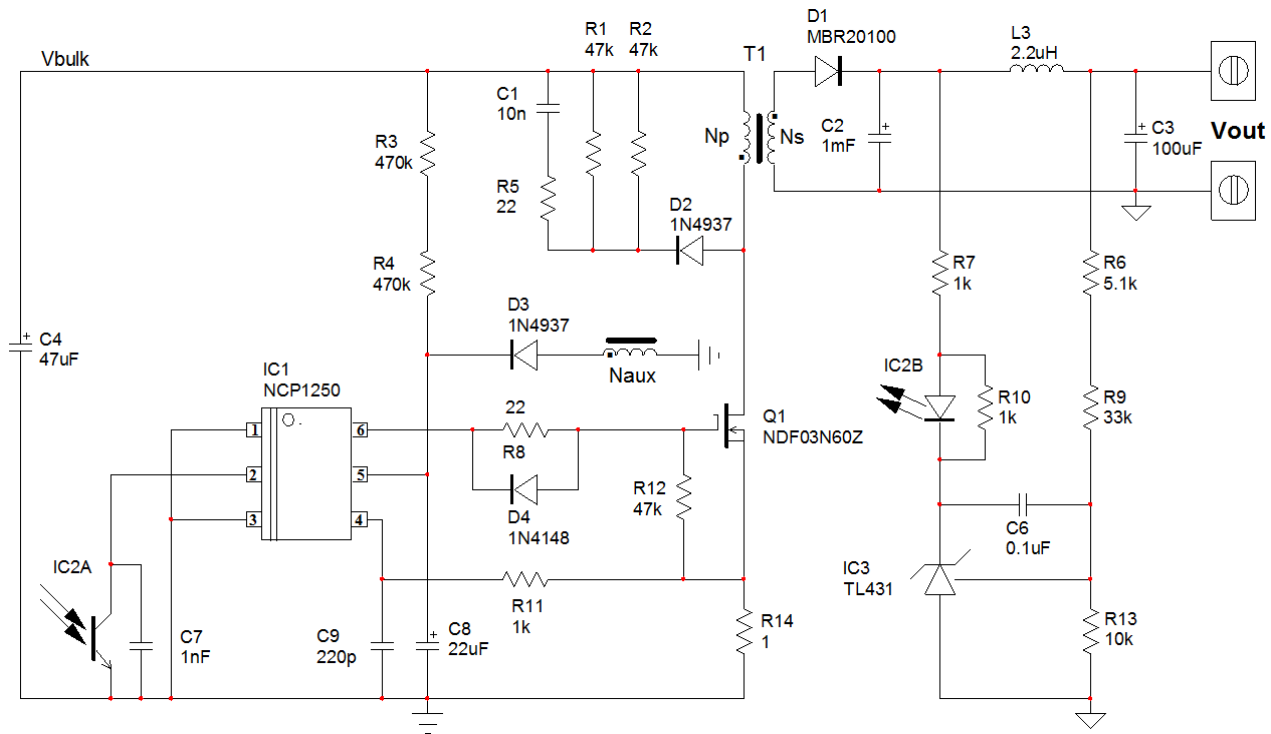 Vbulk
R1
47k
R2
47k
T1
D1
MBR20100
L3
2.2uH
C1
10n
R3
470k
Np
Ns
C2
1mF
+
C3
100uF
+
Vout
R5
22
D2
1N4937
R4
470k
R7
1k
R6
5.1k
D3
1N4937
Naux
C4
47uF
+
IC1
NCP1250
IC2B
R10
1k
R9
33k
1
2
3
6
5
4
22
R8
Q1
NDF03N60Z
R12
47k
D4
1N4148
C6
0.1uF
IC2A
IC3
TL431
R11
1k
C7
1nF
C9
220p
C8
22uF
+
R14
1
R13
10k